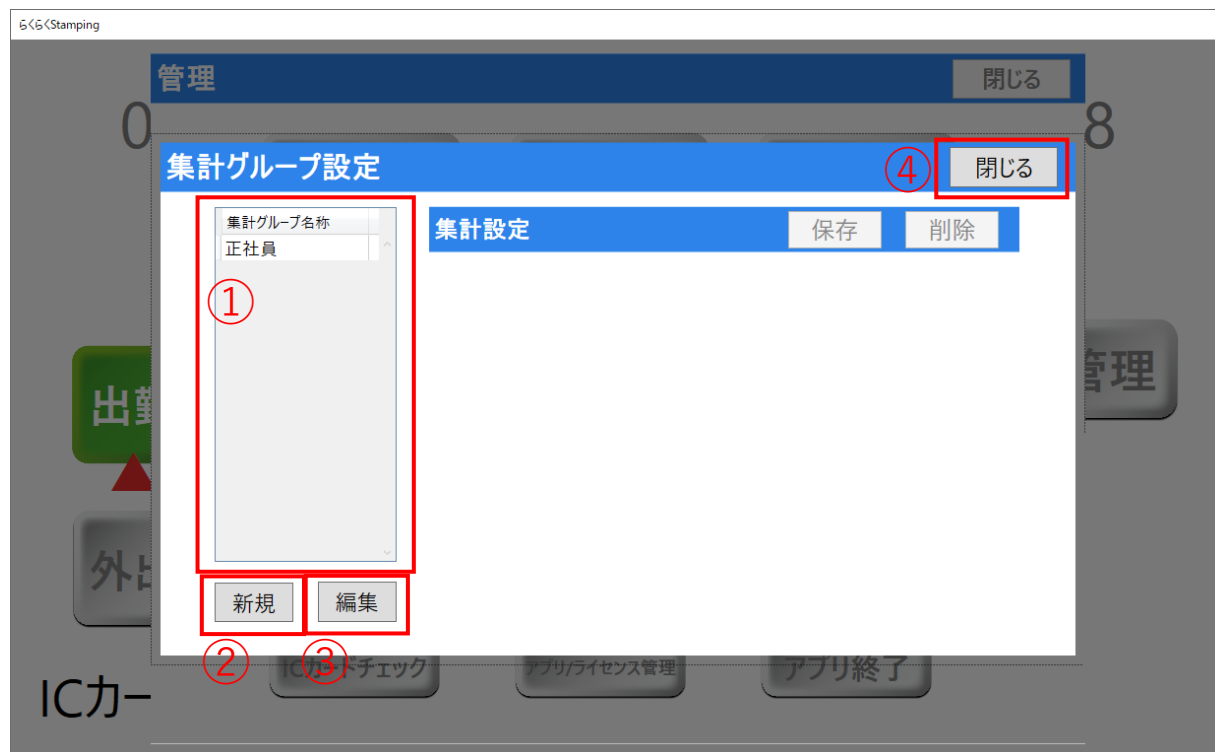 らくらくStamping
管理
閉じる
0
8
集計グループ設定
④
閉じる
集計グループ名称
正社員
集計設定
保存
削除
①
出勤
管理
外出
新規
編集
②
③
ICカードチェック
アプリ/ライセンス管理
アプリ終了
ICカー